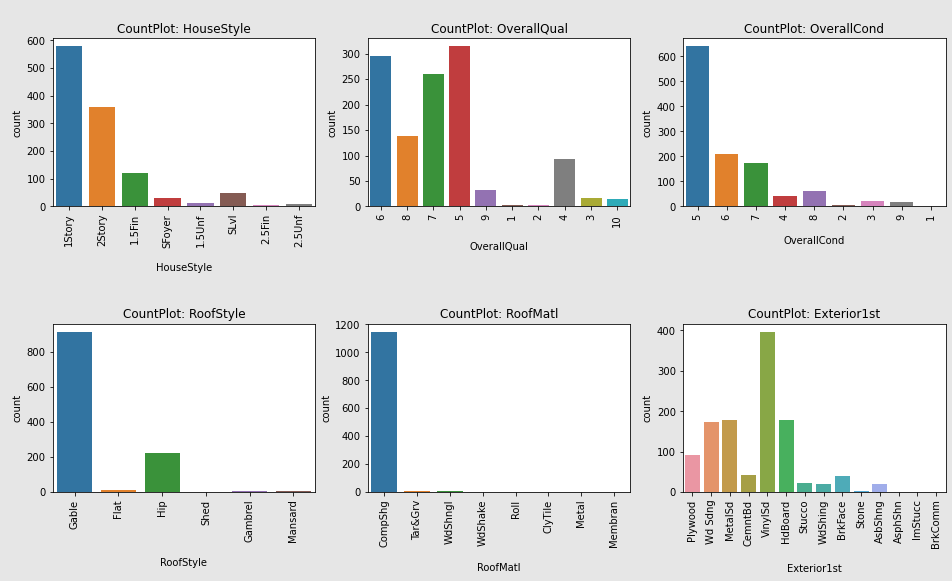 CountPlot: HouseStyle
600
500
400
300
200
100
0
count
1Story
2Story
1.5Fin
SFoyer
1.5Unf
SLvl
2.5Fin
2.5Unf
HouseStyle
CountPlot: OverallQual
300
250
200
150
100
50
0
count
6
8
7
5
9
1
2
4
3
10
OverallQual
CountPlot: OverallCond
600
500
400
300
200
100
0
count
5
6
7
4
8
2
3
9
1
OverallCond
CountPlot: RoofStyle
800
600
400
200
0
count
Gable
Flat
Hip
Shed
Gambrel
Mansard
RoofStyle
CountPlot: RoofMatl
1200
1000
800
600
400
200
0
count
CompShg
Tar&Grv
WdShngl
WdShake
Roll
ClyTile
Metal
Membran
RoofMatl
CountPlot: Exterior1st
400
300
200
100
0
count
Plywood
Wd Sdng
MetalSd
CemntBd
VinylSd
HdBoard
Stucco
WdShing
BrkFace
Stone
AsbShng
AsphShn
ImStucc
BrkComm
Exterior1st